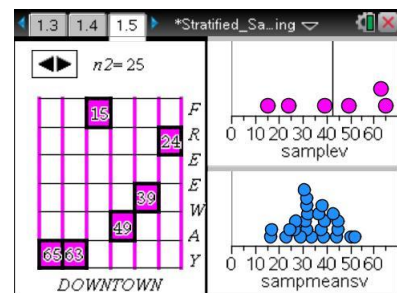 1.3 1.4 1.5 *Stratified_Sa...ing
n2=25
15
24
39
49
65 63
F
R
E
E
W
A
Y
DOWNTOWN
0 10 20 30 40 50 60
samplev
0 10 20 30 40 50 60
sampmeansv